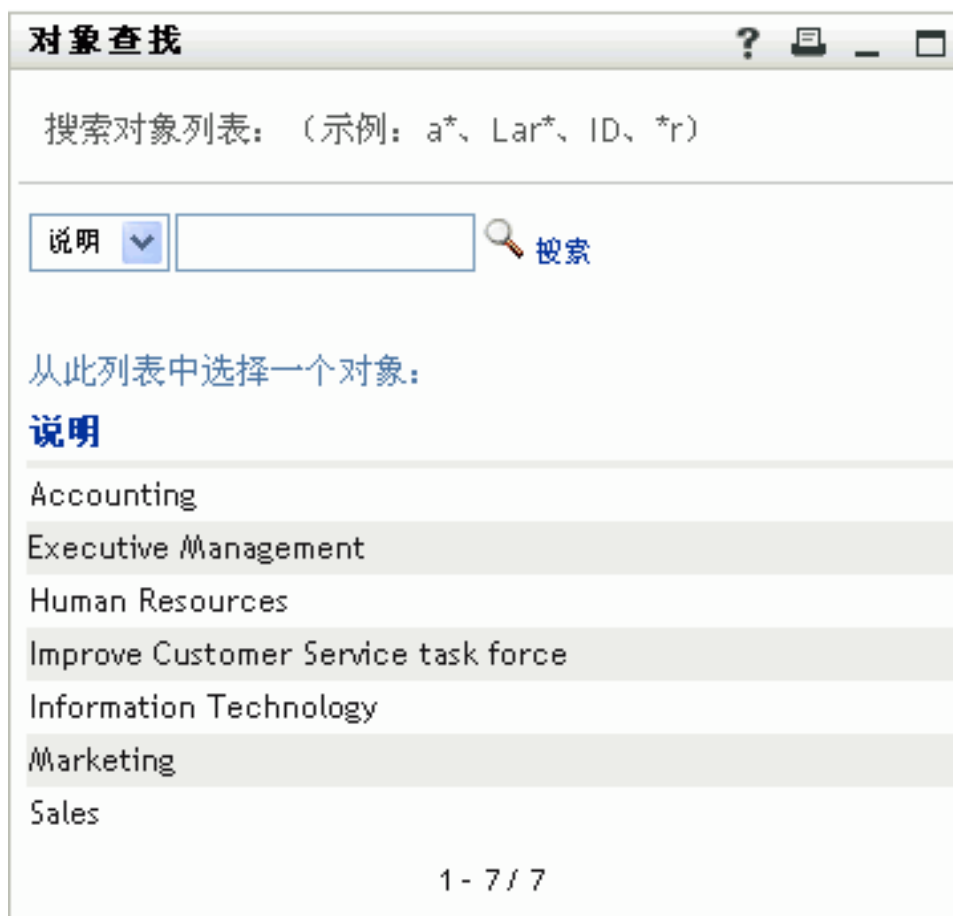 对象查找
搜索对象列表：（示例：a*、Lar*、ID、*r）
说明 搜索
从此列表中选择一个对象：
说明
Accounting
Executive Management
Human Resources
Improve Customer Service task force
Information Technology
Marketing
Sales
1 - 7 / 7